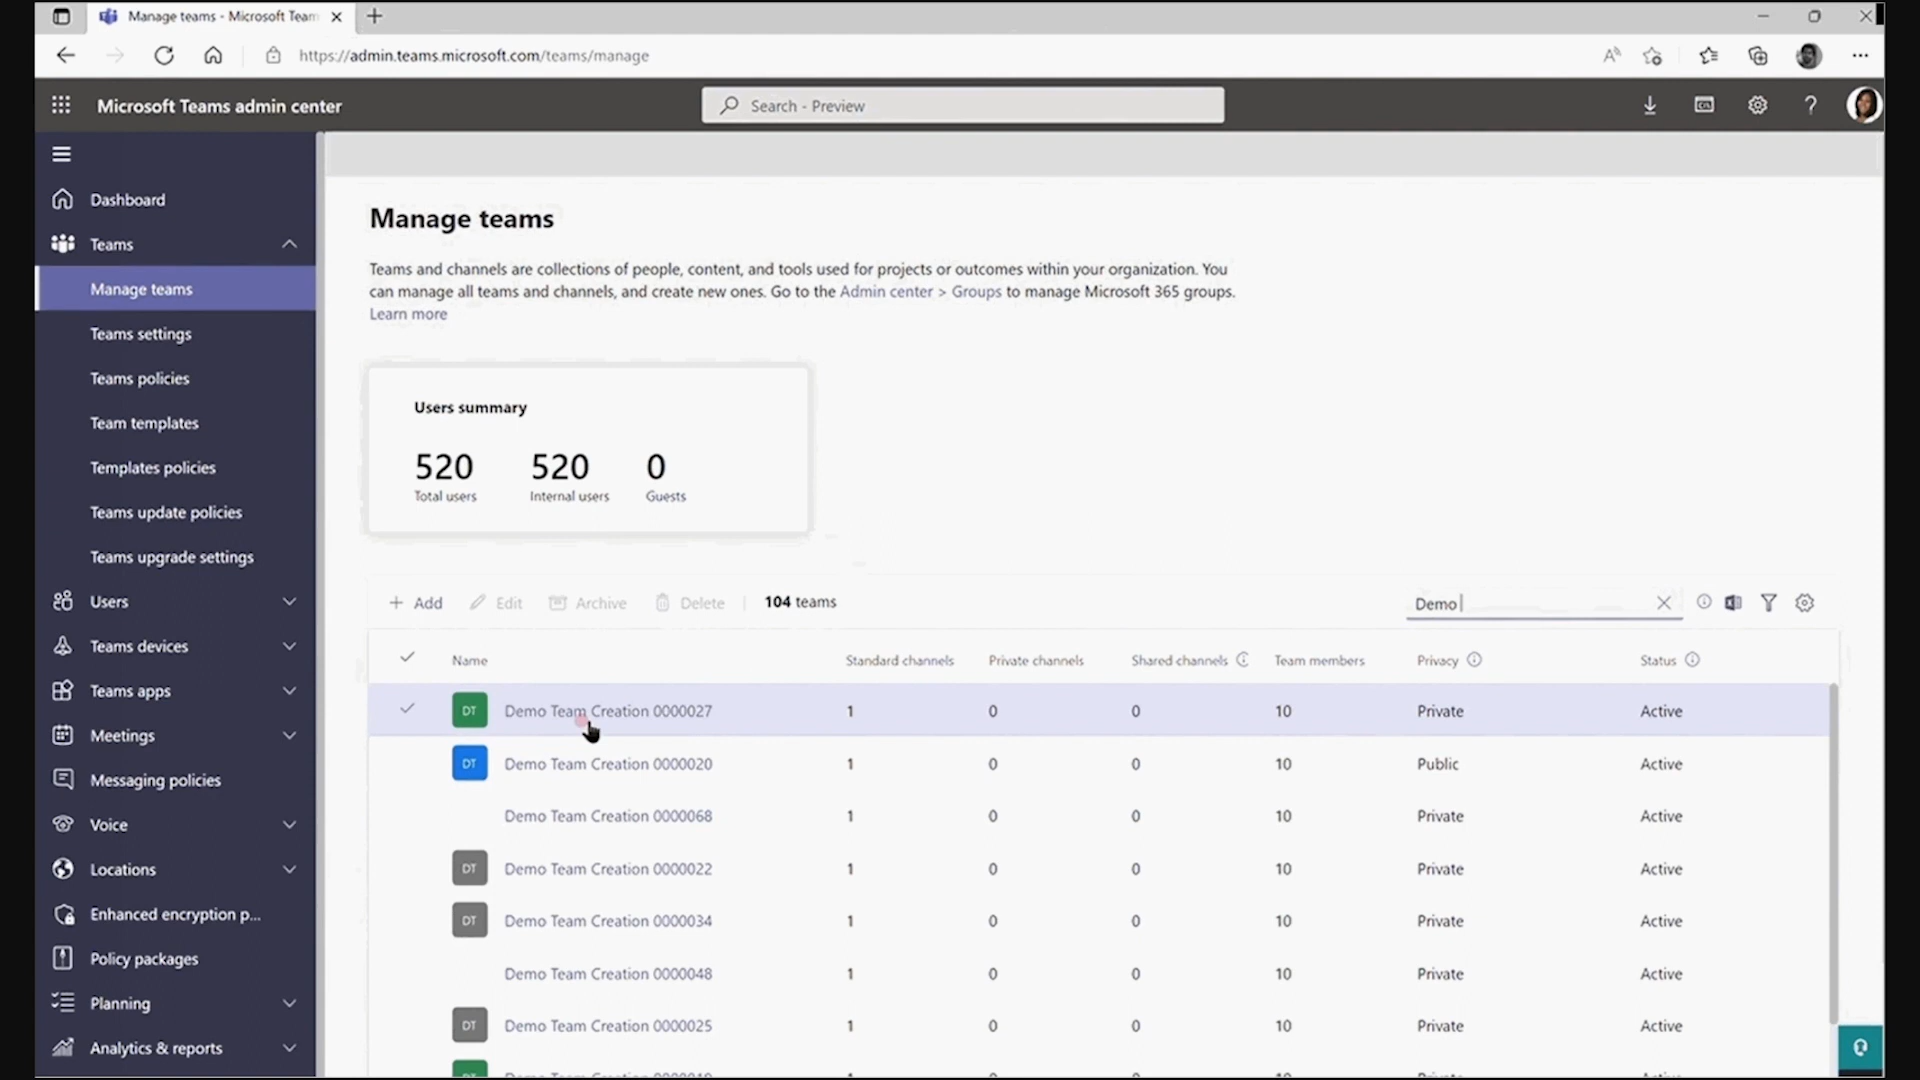 Manage teams - Microsoft Team
https://admin.teams.microsoft.com/teams/manage
Microsoft Teams admin center
Search - Preview
Dashboard
Teams
Manage teams
Teams settings
Teams policies
Team templates
Templates policies
Teams update policies
Teams upgrade settings
Users
Teams devices
Teams apps
Meetings
Messaging policies
Voice
Locations
Enhanced encryption p...
Policy packages
Planning
Analytics & reports
Manage teams
Teams and channels are collections of people, content, and tools used for projects or outcomes within your organization. You
can manage all teams and channels, and create new ones. Go to the Admin center > Groups to manage Microsoft 365 groups.
Learn more
Users summary
520 520 0
Total users Internal users Guests
+ Add Edit Archive Delete 104 teams Demo
Name Standard channels Private channels Shared channels Team members Privacy Status
DT Demo Team Creation 0000027 1 0 0 10 Private Active
DT Demo Team Creation 0000020 1 0 0 10 Public Active
Demo Team Creation 0000068 1 0 0 10 Private Active
DT Demo Team Creation 0000022 1 0 0 10 Private Active
DT Demo Team Creation 0000034 1 0 0 10 Private Active
Demo Team Creation 0000048 1 0 0 10 Private Active
DT Demo Team Creation 0000025 1 0 0 10 Private Active